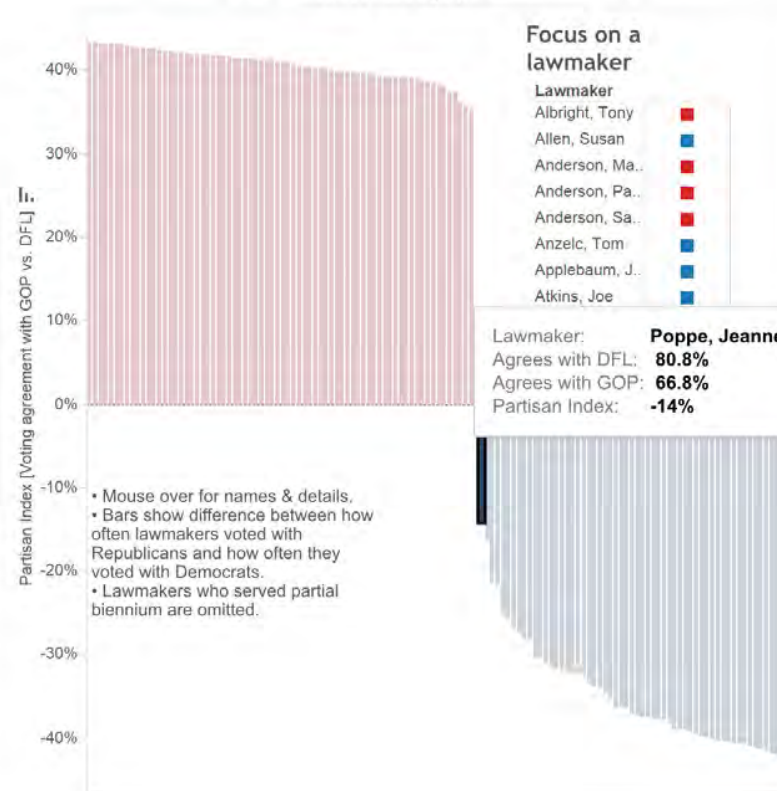 Focus on a
lawmaker
Lawmaker
Albright, Tony
Allen, Susan
Anderson, Ma..
Anderson, Pa..
Anderson, Sa..
Anzelc, Tom
Applebaum, J..
Atkins, Joe
Lawmaker: Poppe, Jeanne
Agrees with DFL: 80.8%
Agrees with GOP: 66.8%
Partisan Index: -14%
Partisan Index [Voting agreement with GOP vs. DFL]
40%
30%
20%
10%
0%
-10%
-20%
-30%
-40%
• Mouse over for names & details.
• Bars show difference between how
often lawmakers voted with
Republicans and how often they
voted with Democrats.
• Lawmakers who served partial
biennium are omitted.